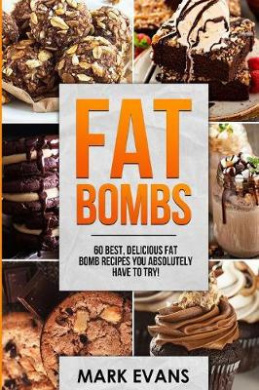 FAT
BOMBS
60 BEST, DELICIOUS FAT
BOMB RECIPES YOU ABSOLUTELY
HAVE TO TRY!
MARK EVANS